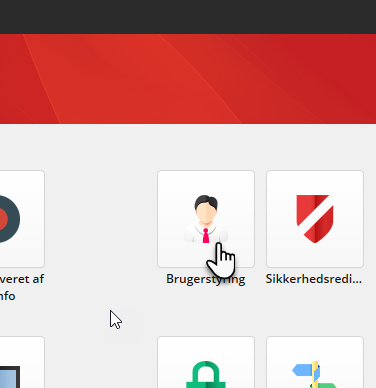 Brugerstyring
Sikkerhedsredi...
veret af
nfo